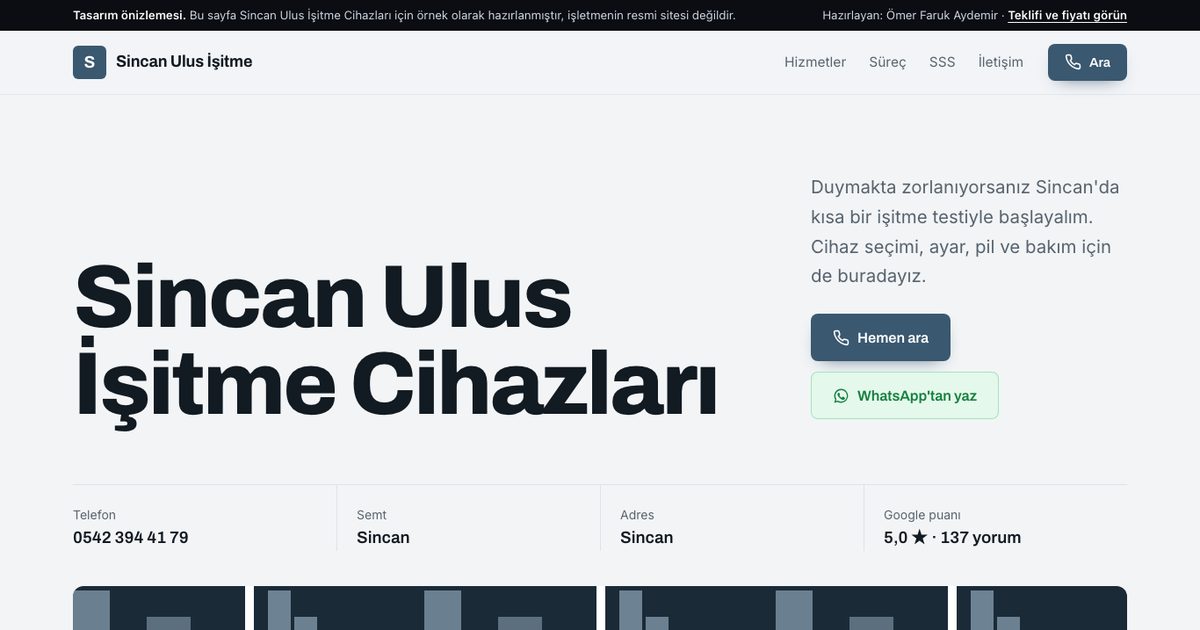 Tasarım önizlemesi. Bu sayfa Sincan Ulus İşitme Cihazları için örnek olarak hazırlanmıştır, işletmenin resmi sitesi değildir.
Hazırlayan: Ömer Faruk Aydemir · Teklifi ve fiyatı görün
S Sincan Ulus İşitme
Hizmetler Süreç SSS İletişim Ara
Sincan Ulus
İşitme Cihazları
Duymakta zorlanıyorsanız Sincan'da
kısa bir işitme testiyle başlayalım.
Cihaz seçimi, ayar, pil ve bakım için
de buradayız.
Hemen ara
WhatsApp'tan yaz
Telefon
0542 394 41 79
Semt
Sincan
Adres
Sincan
Google puanı
5,0 ★ · 137 yorum